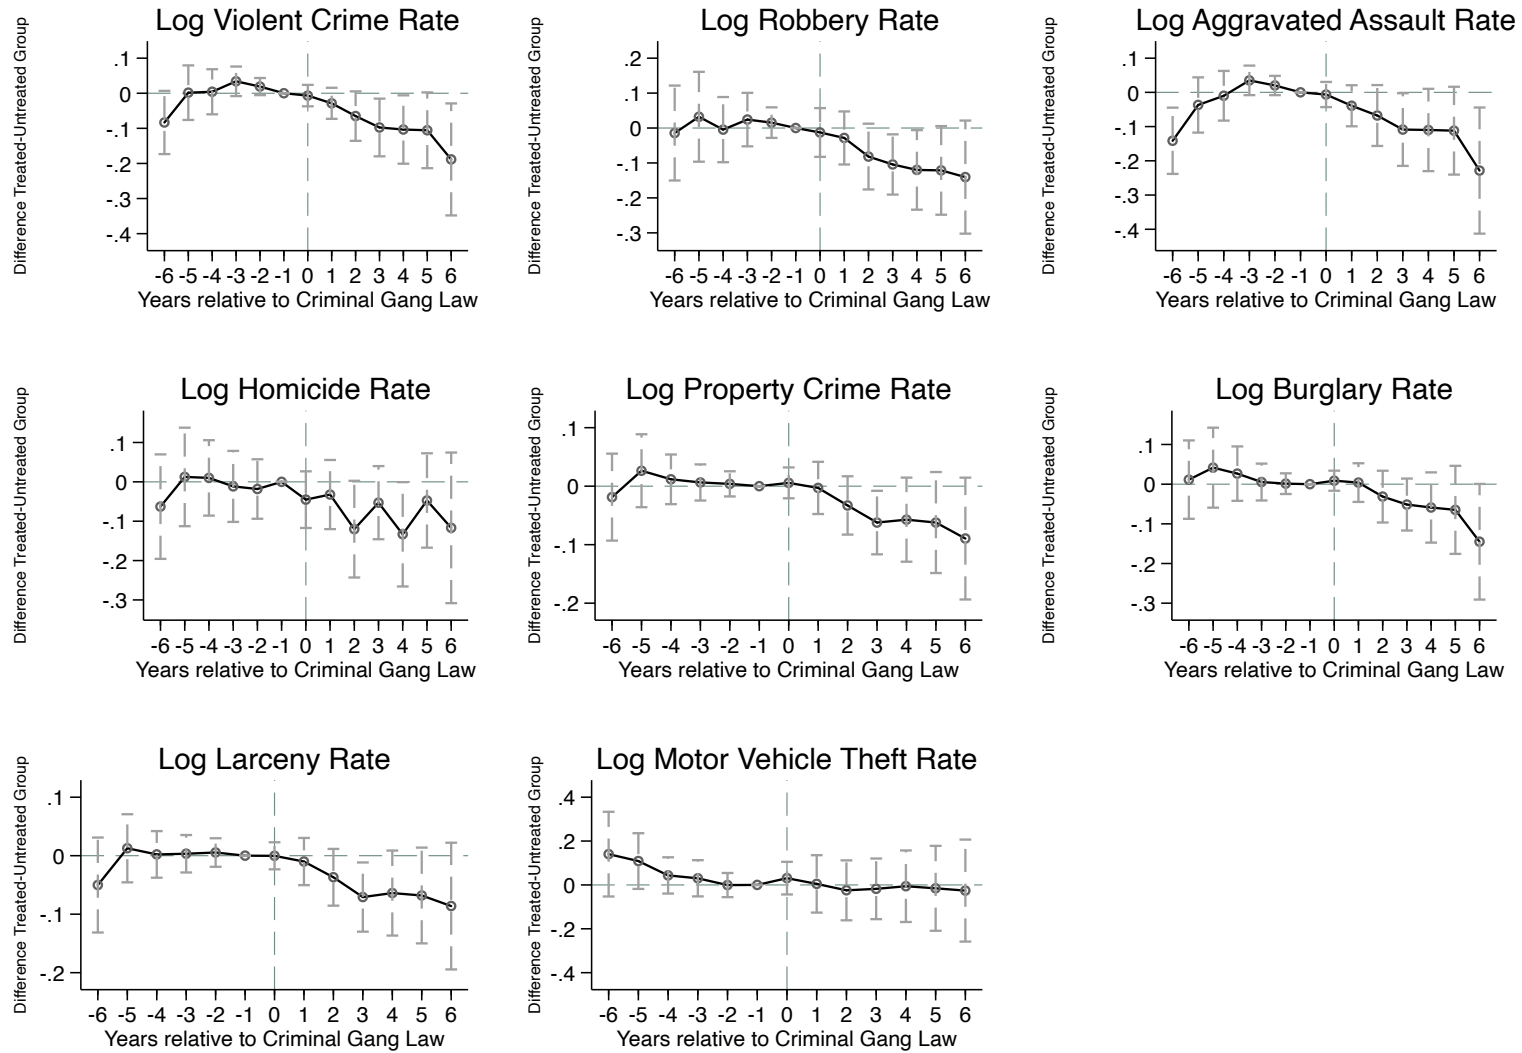 Log Violent Crime Rate
Difference Treated-Untreated Group
.1
0
-.1
-.2
-.3
-.4
-6 -5 -4 -3 -2 -1 0 1 2 3 4 5 6
Years relative to Criminal Gang Law
Log Robbery Rate
Difference Treated-Untreated Group
.2
.1
0
-.1
-.2
-.3
-6 -5 -4 -3 -2 -1 0 1 2 3 4 5 6
Years relative to Criminal Gang Law
Log Aggravated Assault Rate
Difference Treated-Untreated Group
.1
0
-.1
-.2
-.3
-.4
-6 -5 -4 -3 -2 -1 0 1 2 3 4 5 6
Years relative to Criminal Gang Law
Log Homicide Rate
Difference Treated-Untreated Group
.1
0
-.1
-.2
-.3
-6 -5 -4 -3 -2 -1 0 1 2 3 4 5 6
Years relative to Criminal Gang Law
Log Property Crime Rate
Difference Treated-Untreated Group
.1
0
-.1
-.2
-6 -5 -4 -3 -2 -1 0 1 2 3 4 5 6
Years relative to Criminal Gang Law
Log Burglary Rate
Difference Treated-Untreated Group
.1
0
-.1
-.2
-.3
-6 -5 -4 -3 -2 -1 0 1 2 3 4 5 6
Years relative to Criminal Gang Law
Log Larceny Rate
Difference Treated-Untreated Group
.1
0
-.1
-.2
-6 -5 -4 -3 -2 -1 0 1 2 3 4 5 6
Years relative to Criminal Gang Law
Log Motor Vehicle Theft Rate
Difference Treated-Untreated Group
.4
.2
0
-.2
-.4
-6 -5 -4 -3 -2 -1 0 1 2 3 4 5 6
Years relative to Criminal Gang Law